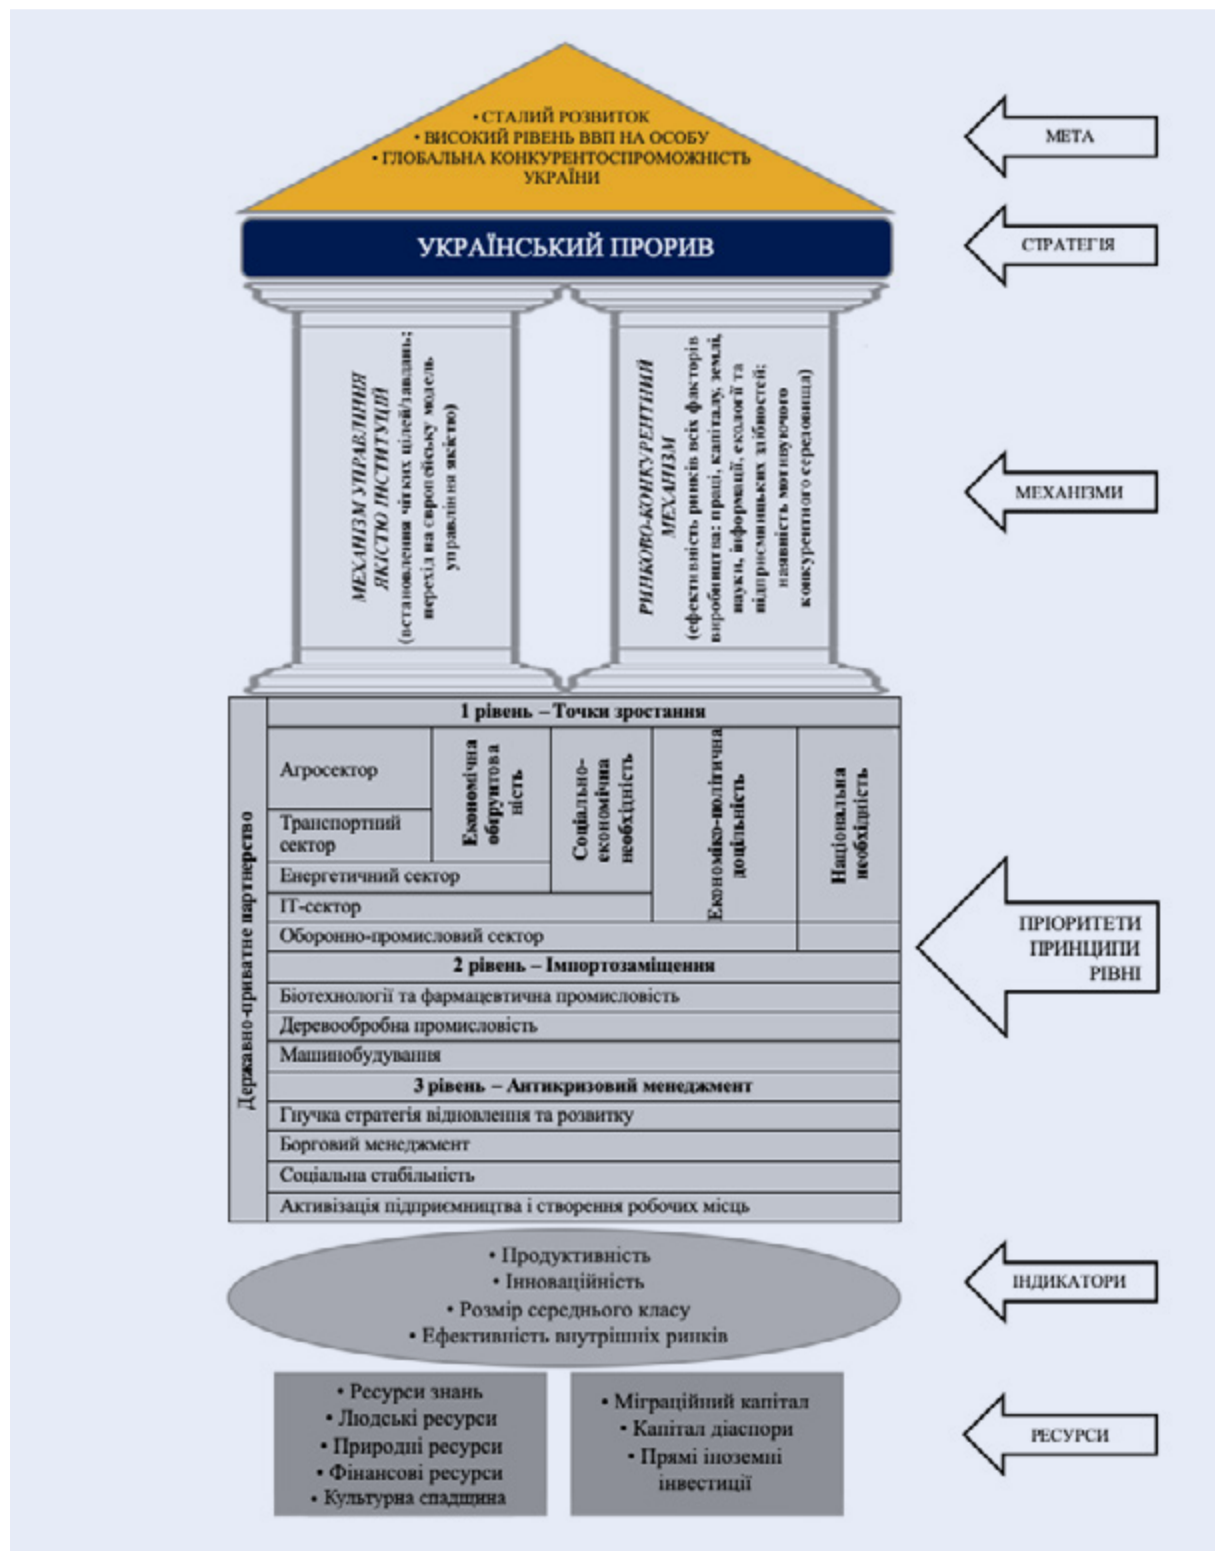 • СТАЛИЙ РОЗВИТОК
• ВИСОКИЙ РІВЕНЬ ВВП НА ОСОБУ
• ГЛОБАЛЬНА КОНКУРЕНТОСПРОМОЖНІСТЬ
УКРАЇНИ
МЕТА
УКРАЇНСЬКИЙ ПРОРИВ
СТРАТЕГІЯ
МЕХАНІЗМ УПРАВЛІННЯ
ЯКІСТЮ ІНСТИТУЦІЙ
(встановлення чітких цілей/завдань;
перехід на європейську модель
управління якістю)
РИНКОВО-КОНКУРЕНТНИЙ
МЕХАНІЗМ
(ефективність ринків всіх факторів
виробництва: праці, капіталу, землі,
науки, інформації, екології та
підприємницьких здібностей;
наявність мотивуючого
конкурентного середовища)
МЕХАНІЗМИ
Державно-приватне партнерство
1 рівень – Точки зростання
Агросектор
Транспортний
сектор
Енергетичний сектор
ІТ-сектор
Оборонно-промисловий сектор
Економічна
обґрунтова
ність
Соціально-
економічна
необхідність
Економіко-політична
доцільність
Національна
необхідність
2 рівень – Імпортозаміщення
Біотехнології та фармацевтична промисловість
Деревообробна промисловість
Машинобудування
3 рівень – Антикризовий менеджмент
Гнучка стратегія відновлення та розвитку
Борговий менеджмент
Соціальна стабільність
Активізація підприємництва і створення робочих місць
ПРІОРИТЕТИ
ПРИНЦИПИ
РІВНІ
• Продуктивність
• Інноваційність
• Розмір середнього класу
• Ефективність внутрішніх ринків
ІНДИКАТОРИ
• Ресурси знань
• Людські ресурси
• Природні ресурси
• Фінансові ресурси
• Культурна спадщина
• Міграційний капітал
• Капітал діаспори
• Прямі іноземні
інвестиції
РЕСУРСИ